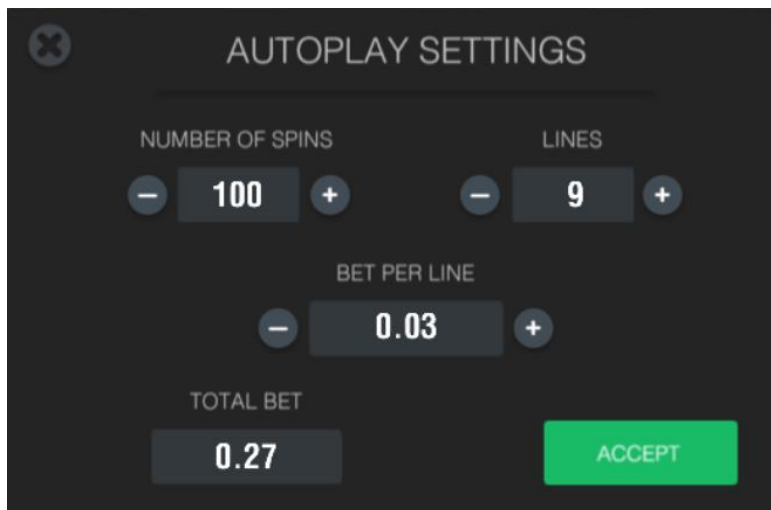 AUTOPLAY SETTINGS
NUMBER OF SPINS
LINES
100
9
BET PER LINE
0.03
TOTAL BET
0.27
ACCEPT